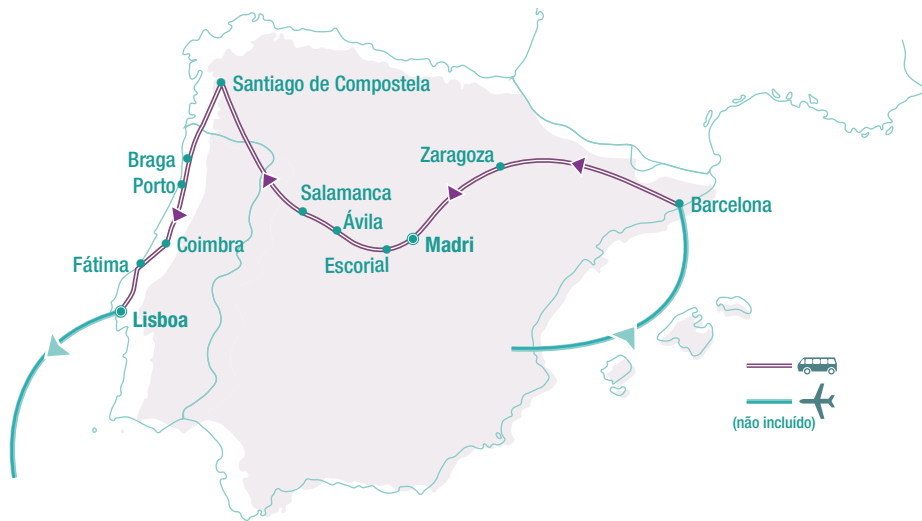 Santiago de Compostela
Braga
Porto
Zaragoza
Salamanca
Ávila
Barcelona
Coimbra
Madri
Escorial
Fátima
Lisboa
(não incluído)